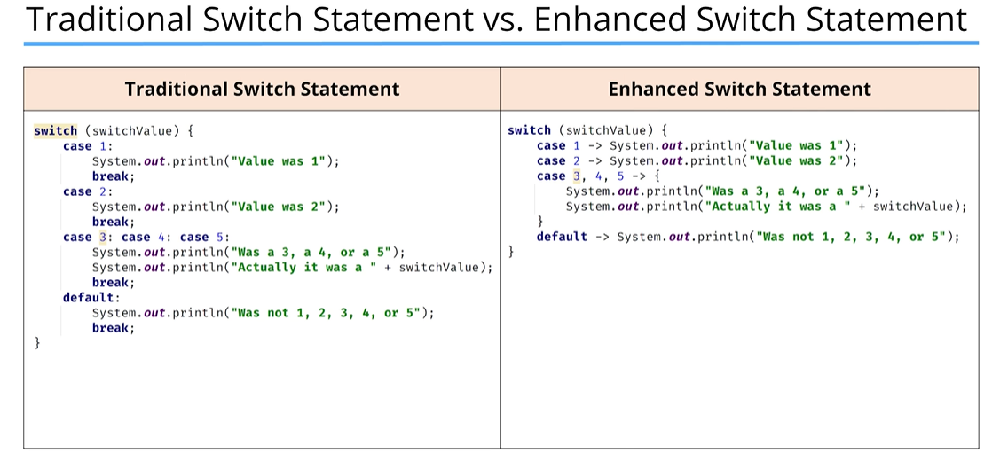 Traditional Switch Statement vs. Enhanced Switch Statement
Traditional Switch Statement
switch (switchValue) {
    case 1:
        System.out.println("Value was 1");
        break;
    case 2:
        System.out.println("Value was 2");
        break;
    case 3: case 4: case 5:
        System.out.println("Was a 3, a 4, or a 5");
        System.out.println("Actually it was a " + switchValue);
        break;
    default:
        System.out.println("Was not 1, 2, 3, 4, or 5");
        break;
}
Enhanced Switch Statement
switch (switchValue) {
    case 1 -> System.out.println("Value was 1");
    case 2 -> System.out.println("Value was 2");
    case 3, 4, 5 -> {
        System.out.println("Was a 3, a 4, or a 5");
        System.out.println("Actually it was a " + switchValue);
    }
    default -> System.out.println("Was not 1, 2, 3, 4, or 5");
}